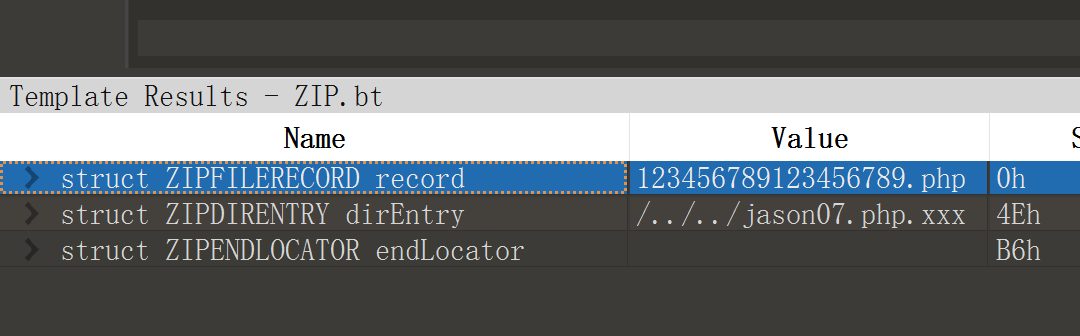 Template Results - ZIP.bt
Name Value S
struct ZIPFILERECORD record 123456789123456789.php 0h
struct ZIPDIRENTRY dirEntry /../../jason07.php.xxx 4Eh
struct ZIPENDLOCATOR endLocator B6h